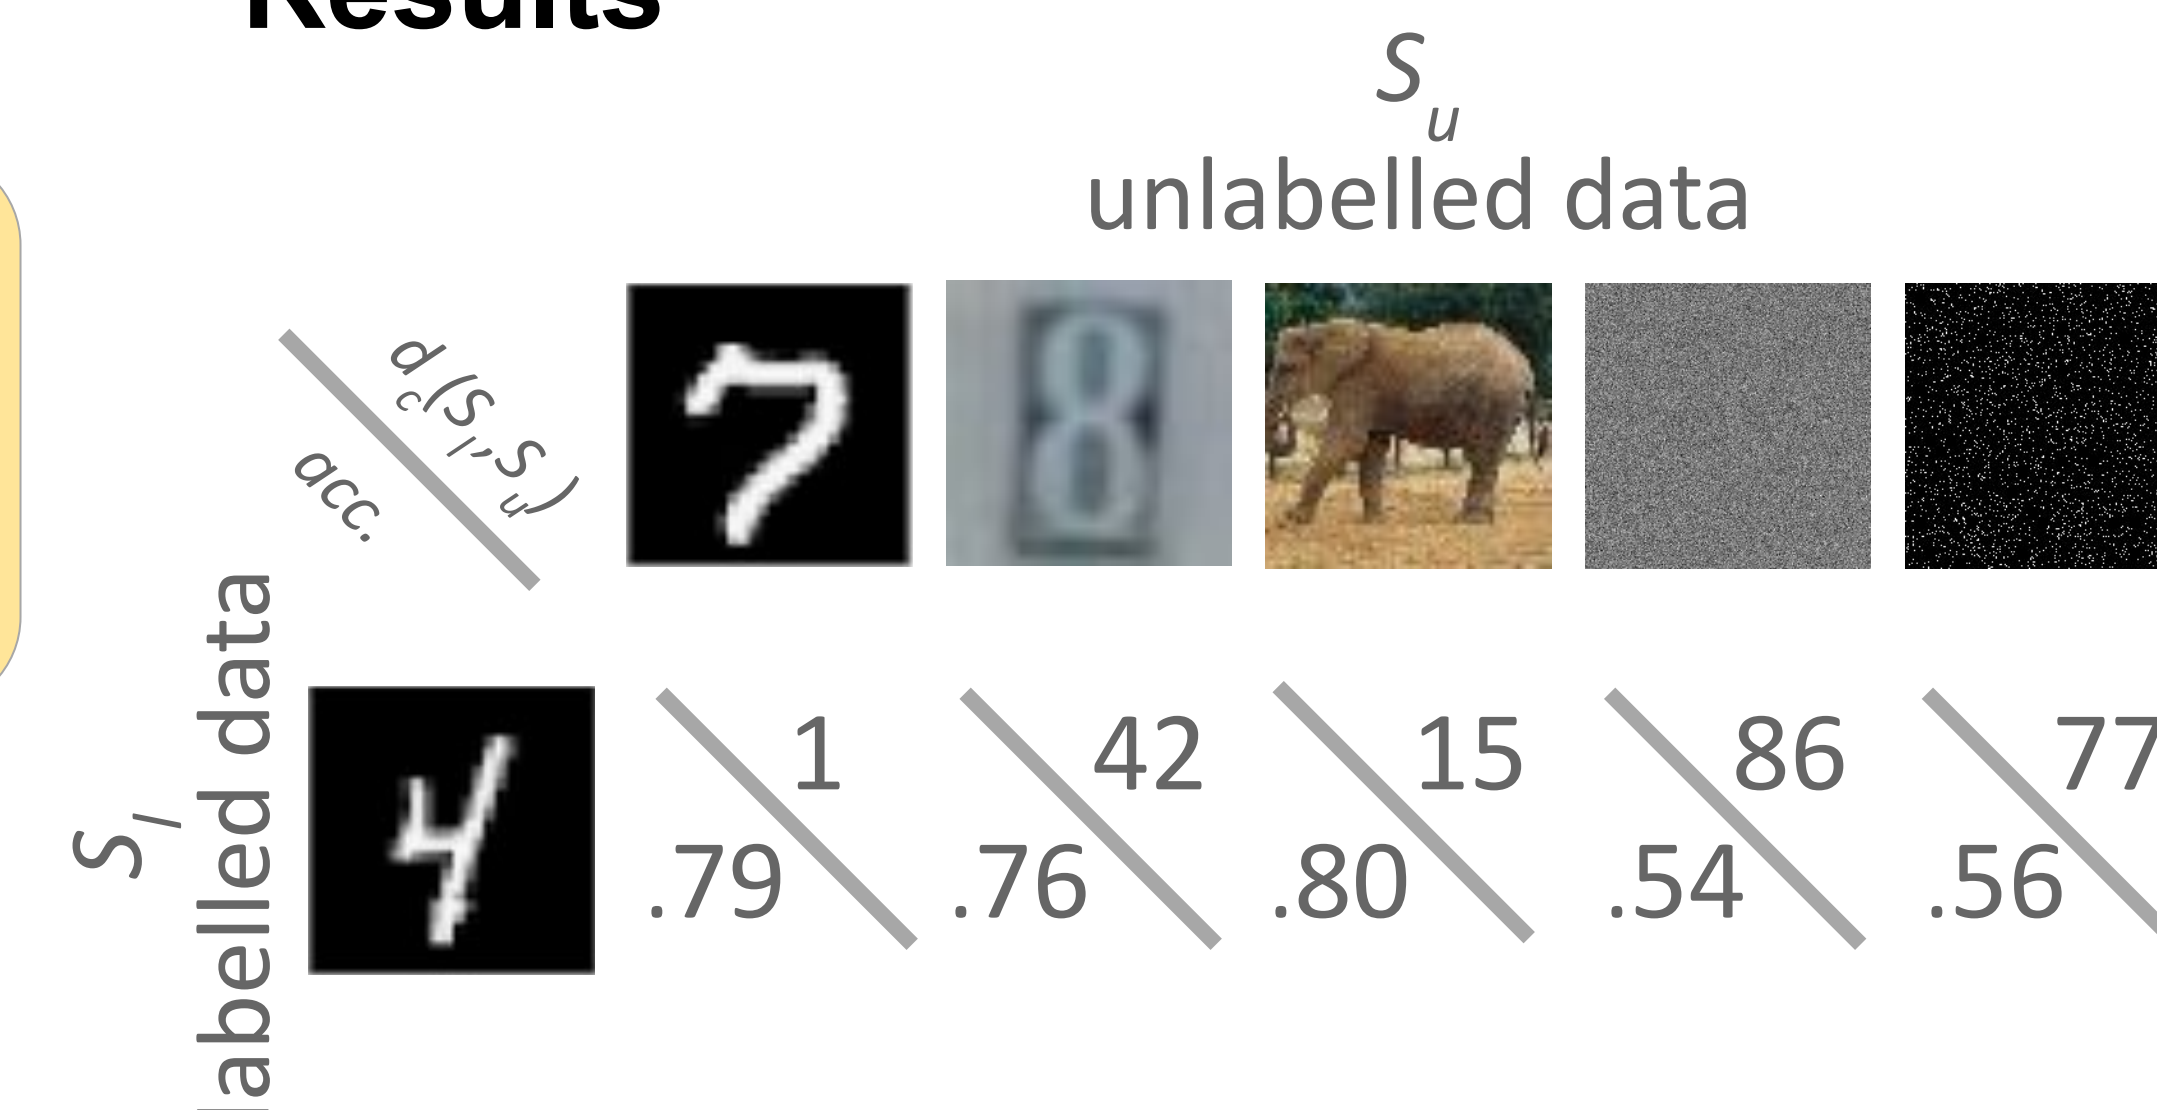 Results
S_u
unlabelled data
d_c(S_l,S_u)
acc.
S_l
labelled data
1 42 15 86 77
.79 .76 .80 .54 .56